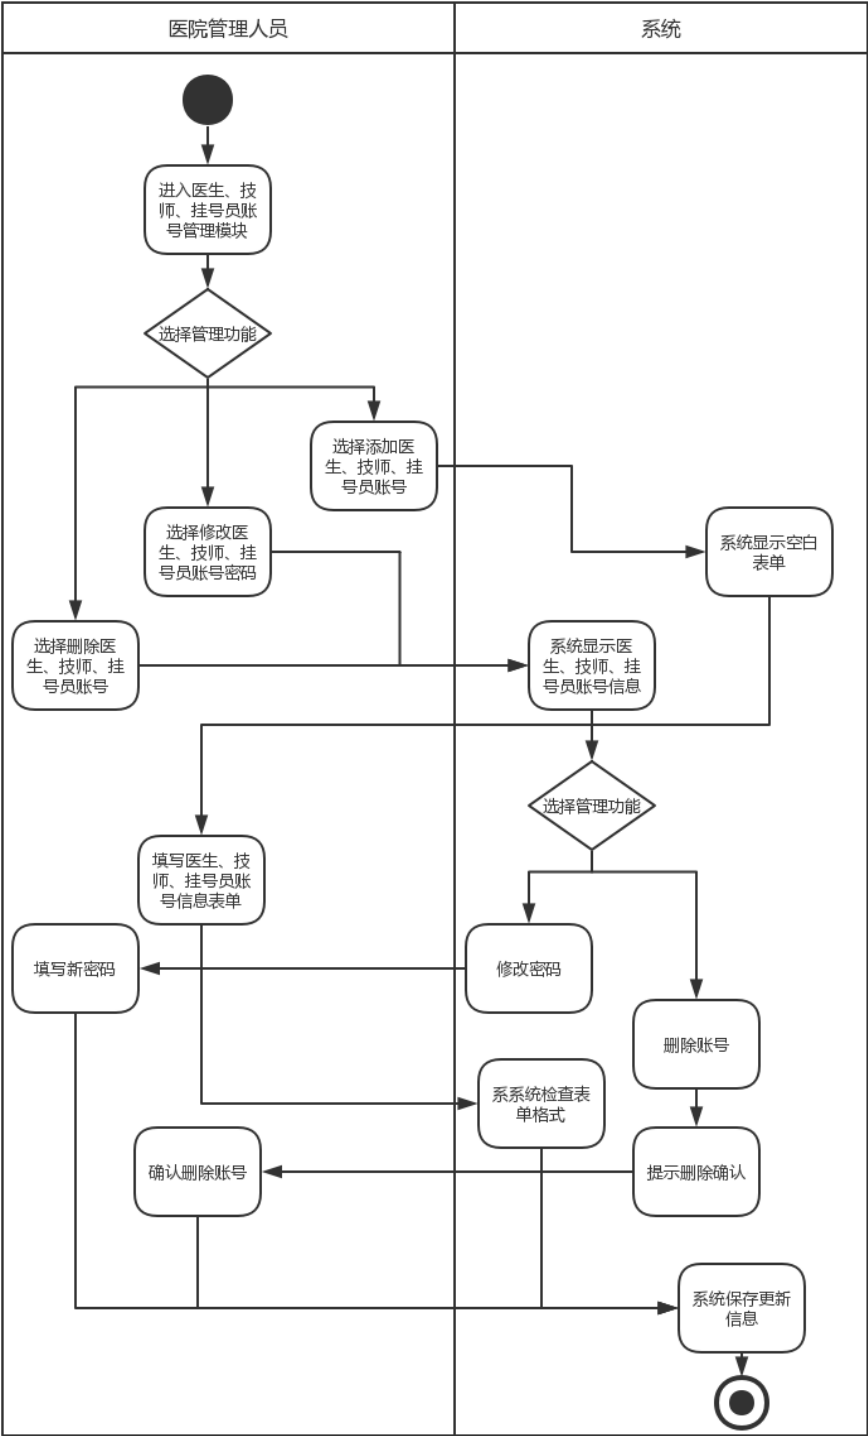 医院管理人员
系统
进入医生、技
师、挂号员账
号管理模块
选择管理功能
选择添加医
生、技师、挂
号员账号
选择修改医
生、技师、挂
号员账号密码
系统显示空白
表单
选择删除医
生、技师、挂
号员账号
系统显示医
生、技师、挂
号员账号信息
选择管理功能
填写医生、技
师、挂号员账
号信息表单
填写新密码
修改密码
删除账号
系系统检查表
单格式
确认删除账号
提示删除确认
系统保存更新
信息